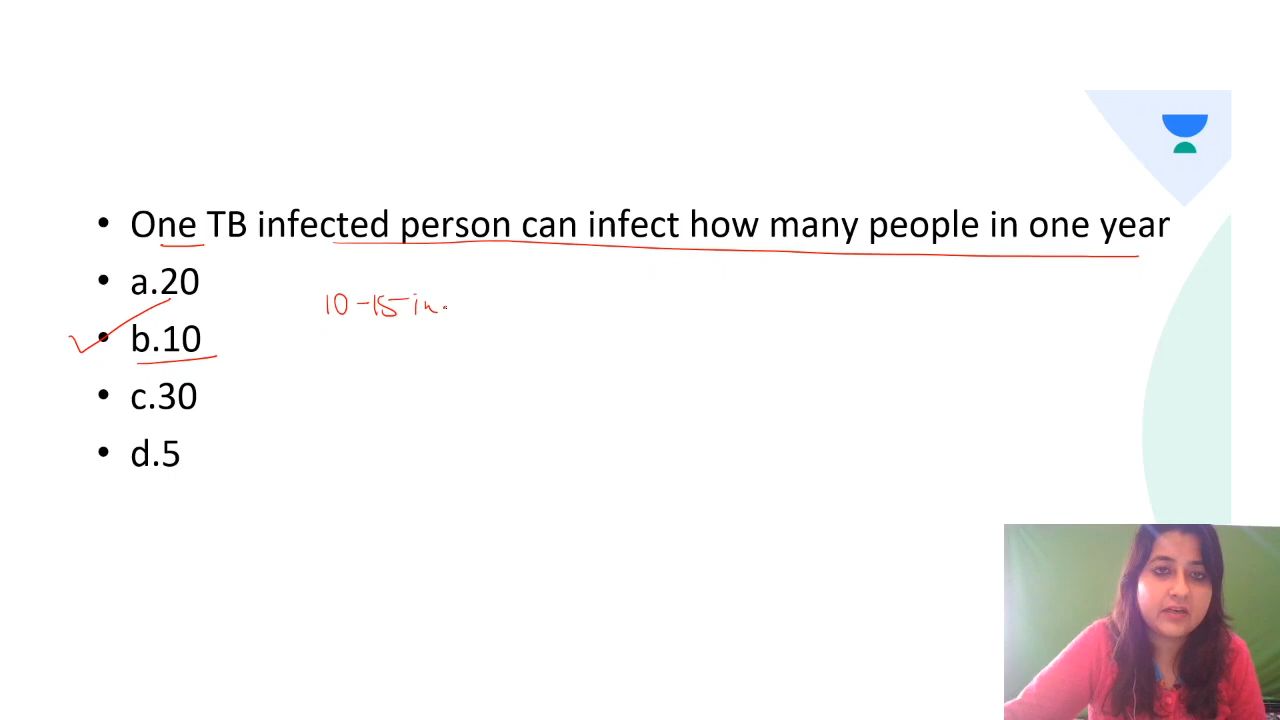 • One TB infected person can infect how many people in one year
• a.20
10-15 in
• b.10
• c.30
• d.5